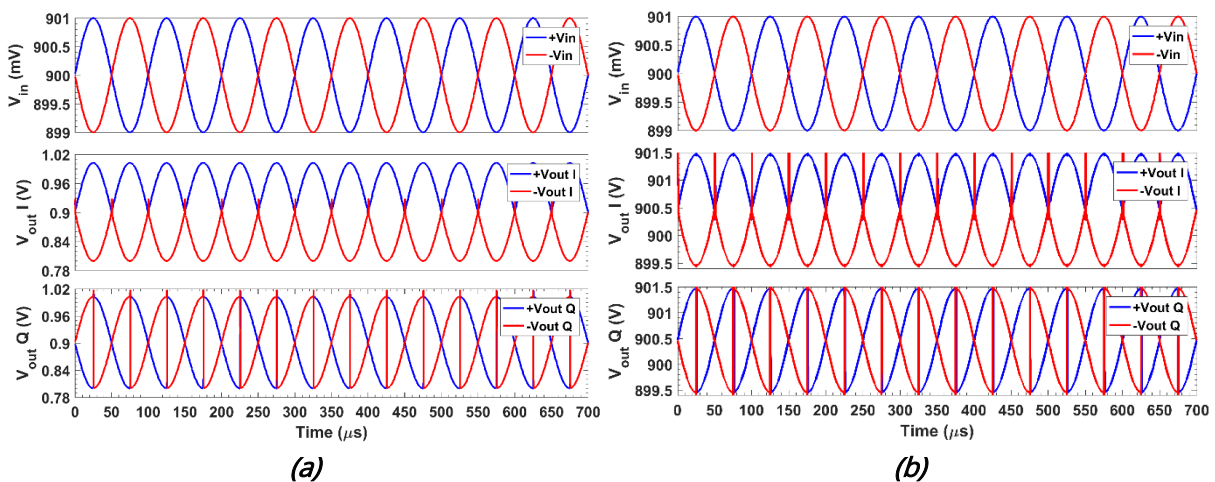 901
900.5
900
899.5
899
V_in (mV)
+Vin
-Vin
1.02
0.96
0.9
0.84
0.78
V_out I (V)
+Vout I
-Vout I
1.02
0.96
0.9
0.84
0.78
V_out Q (V)
+Vout Q
-Vout Q
0 50 100 150 200 250 300 350 400 450 500 550 600 650 700
Time (μs)
(a)
901
900.5
900
899.5
899
V_in (mV)
+Vin
-Vin
901.5
900.5
900
899.5
V_out I (V)
+Vout I
-Vout I
901.5
900.5
900
899.5
V_out Q (V)
+Vout Q
-Vout Q
0 50 100 150 200 250 300 350 400 450 500 550 600 650 700
Time (μs)
(b)